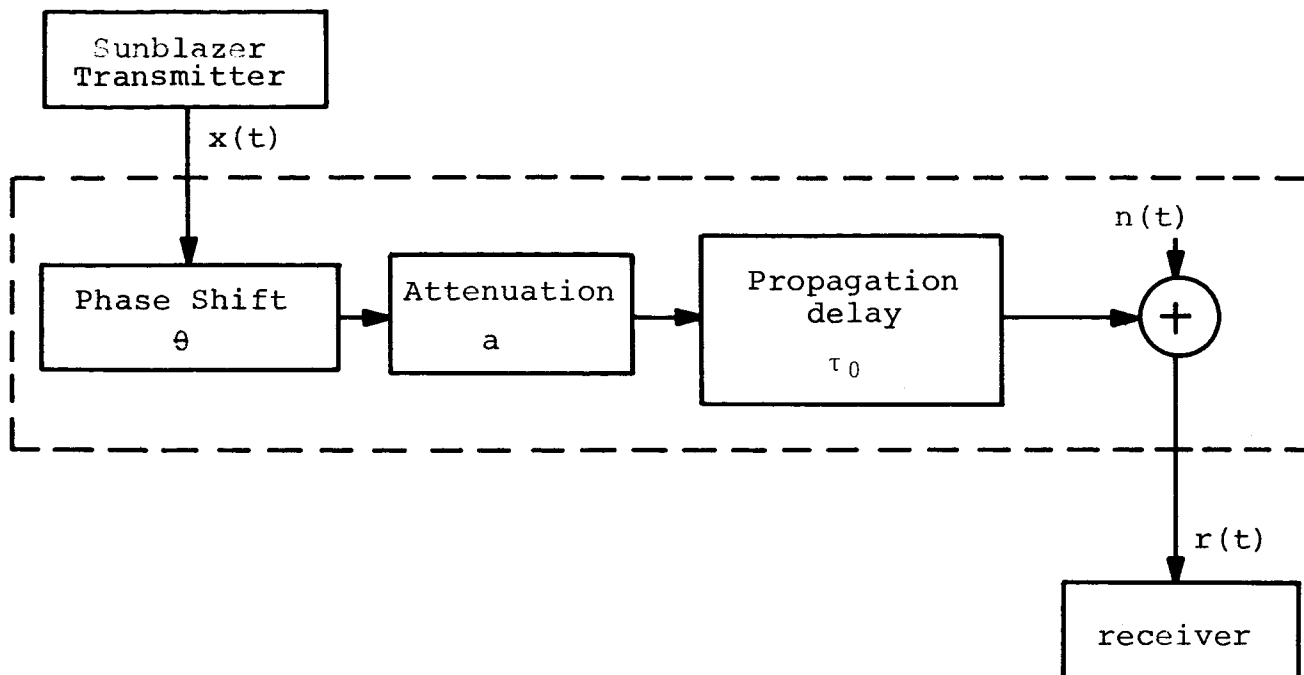 Sunblazer
Transmitter
x(t)
n(t)
Phase Shift
θ
Attenuation
a
Propagation
delay
τ0
+
r(t)
receiver